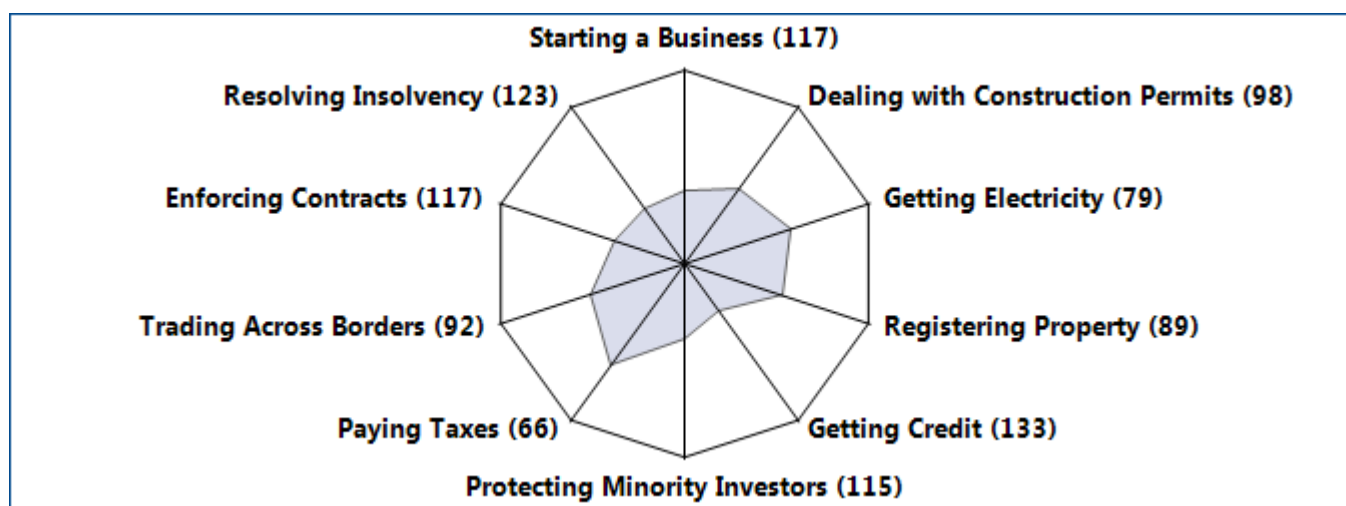 Starting a Business (117)
Resolving Insolvency (123)
Dealing with Construction Permits (98)
Enforcing Contracts (117)
Getting Electricity (79)
Trading Across Borders (92)
Registering Property (89)
Paying Taxes (66)
Getting Credit (133)
Protecting Minority Investors (115)